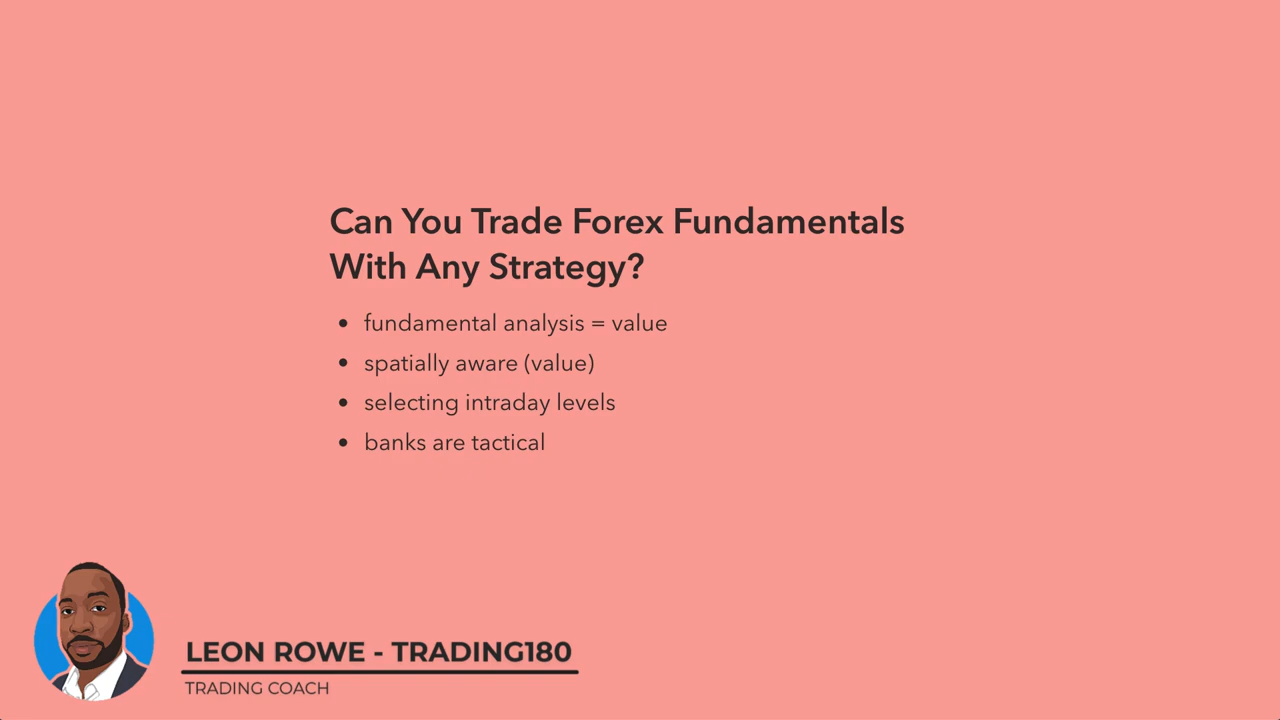 Can You Trade Forex Fundamentals
With Any Strategy?
• fundamental analysis = value
• spatially aware (value)
• selecting intraday levels
• banks are tactical
LEON ROWE - TRADING180
TRADING COACH